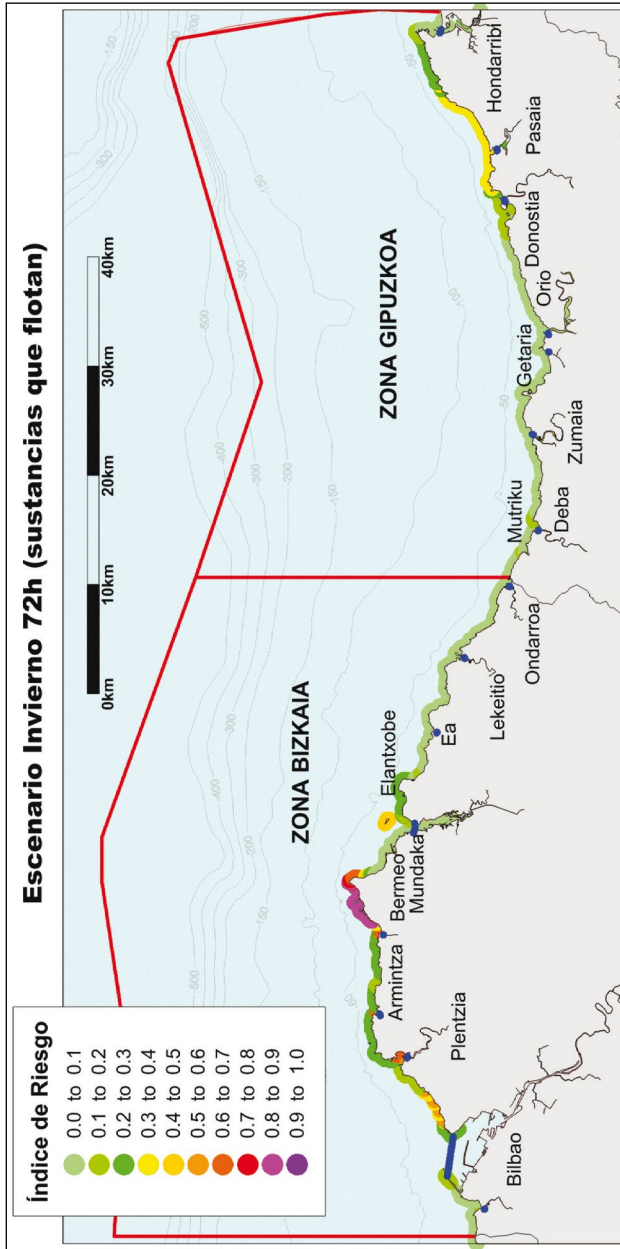 Escenario Invierno 72h (sustancias que flotan)
Índice de Riesgo
0.0 to 0.1
0.1 to 0.2
0.2 to 0.3
0.3 to 0.4
0.4 to 0.5
0.5 to 0.6
0.6 to 0.7
0.7 to 0.8
0.8 to 0.9
0.9 to 1.0
0km
10km
20km
30km
40km
ZONA BIZKAIA
ZONA GIPUZKOA
Bilbao
Plentzia
Armintza
Bermeo
Mundaka
Elantxobe
Ea
Lekeitio
Ondarroa
Mutriku
Deba
Zumaia
Getaria
Orio
Donostia
Pasaia
Hondarribi